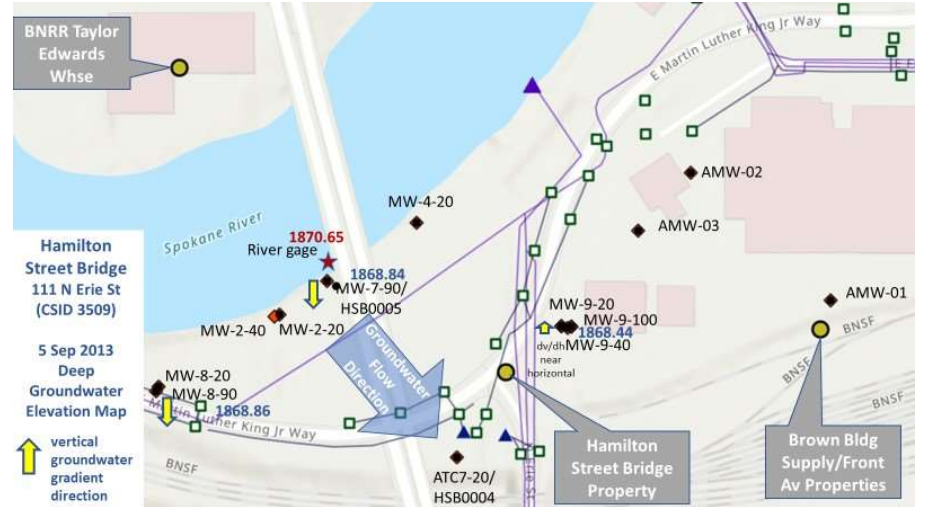 BNRR Taylor
Edwards
Whse
E Martin Luther King Jr Way
AMW-02
MW-4-20
AMW-03
Spokane River
1870.65
River gage
1868.84
MW-7-90/
HSB0005
AMW-01
MW-9-20
MW-9-100
1868.44
MW-9-40
MW-2-40
MW-2-20
dv/dh
near
horizontal
BNSF
BNSF
BNSF
Groundwater
Flow
Direction
MW-8-20
MW-8-90
1868.86
Martin Luther King Jr Way
BNSF
ATC7-20/
HSB0004
Hamilton
Street Bridge
Property
Brown Bldg
Supply/Front
Av Properties
Hamilton
Street Bridge
111 N Erie St
(CSID 3509)
5 Sep 2013
Deep
Groundwater
Elevation Map
vertical
groundwater
gradient
direction